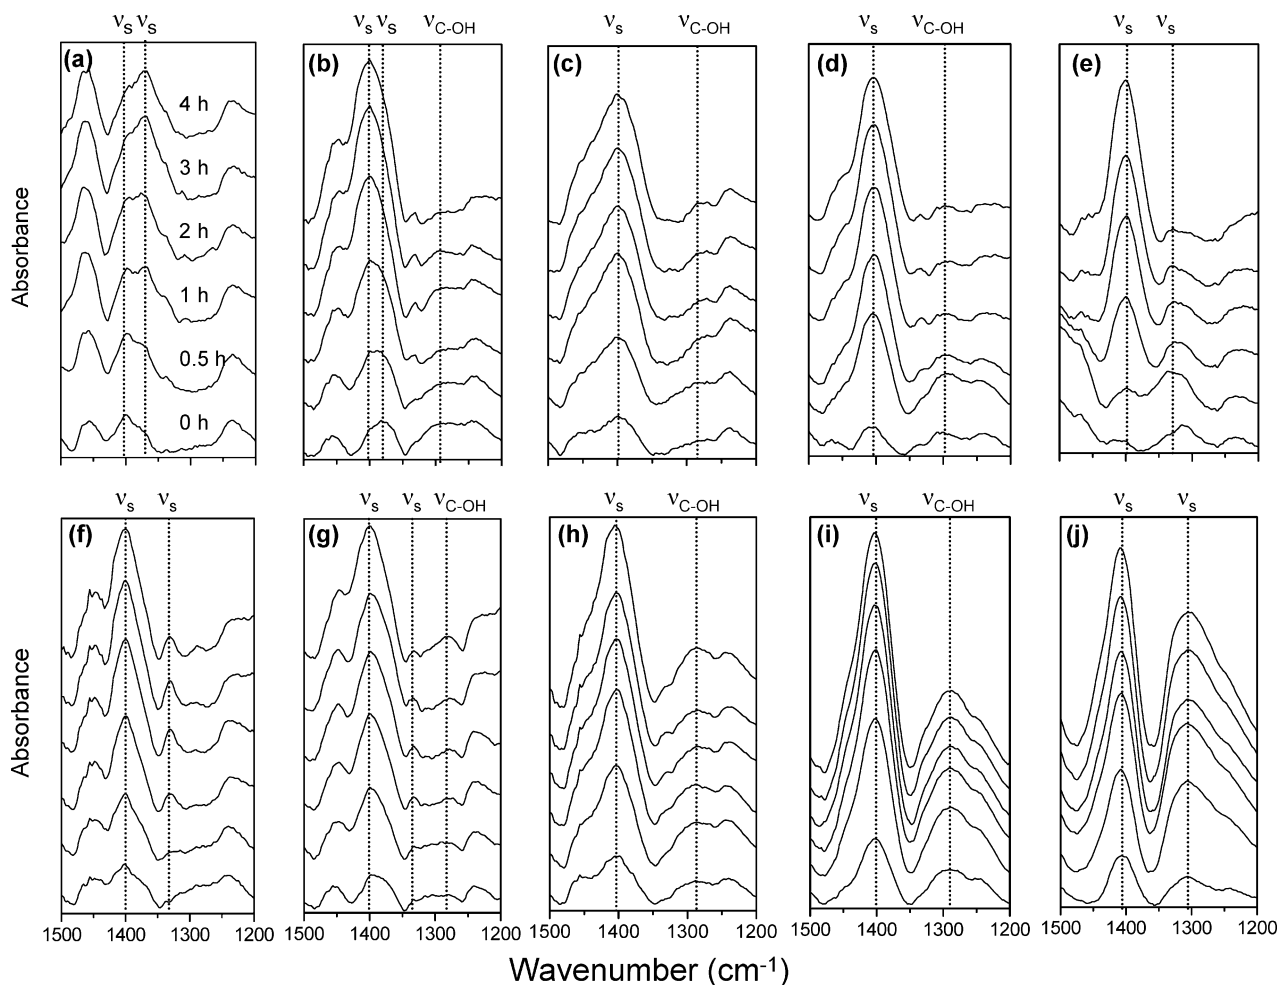 νs νs νs νs νC-OH νs νC-OH νs νC-OH νs νs
(a) (b) (c) (d) (e)
4 h
3 h
2 h
1 h
0.5 h
0 h
Absorbance
νs νs νs νs νC-OH νs νC-OH νs νC-OH νs νs
(f) (g) (h) (i) (j)
Absorbance
1500 1400 1300 1200 1500 1400 1300 1200 1500 1400 1300 1200 1500 1400 1300 1200 1500 1400 1300 1200
Wavenumber (cm-1)